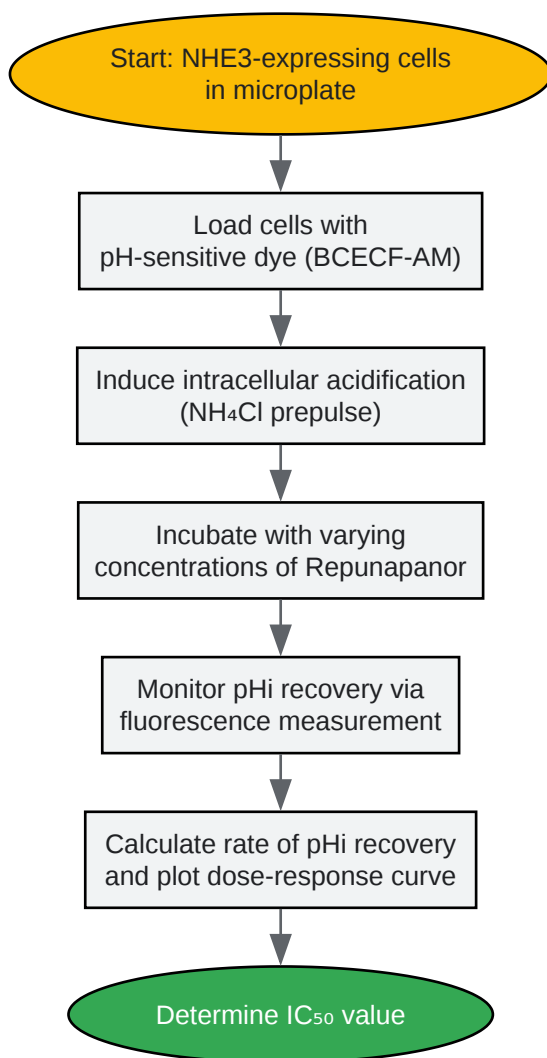 Start: NHE3-expressing cells
in microplate
Load cells with
pH-sensitive dye (BCECF-AM)
Induce intracellular acidification
(NH₄Cl prepulse)
Incubate with varying
concentrations of Repunapanor
Monitor pHi recovery via
fluorescence measurement
Calculate rate of pHi recovery
and plot dose-response curve
Determine IC₅₀ value